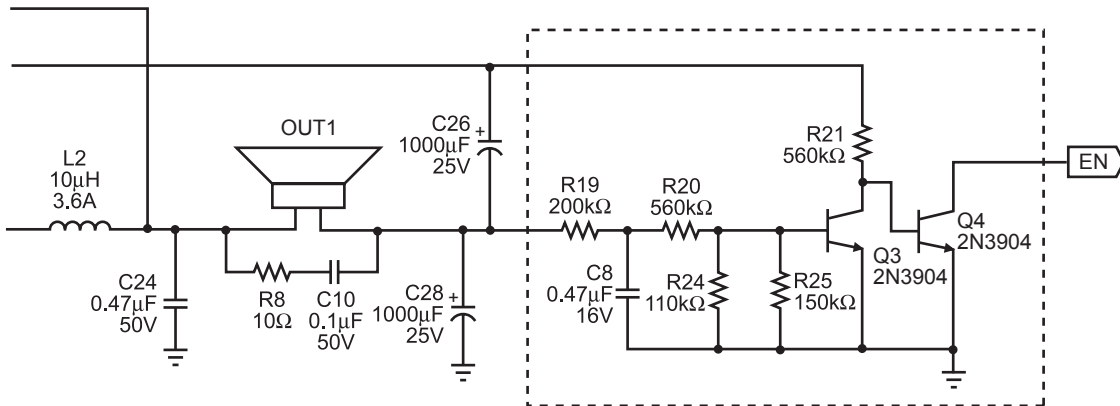 OUT1
C26
1000µF
25V
+
L2
10µH
3.6A
R21
560kΩ
EN
R19
200kΩ
R20
560kΩ
Q4
2N3904
Q3
2N3904
C24
0.47µF
50V
R8
10Ω
C10
0.1µF
50V
C28
1000µF
25V
+
C8
0.47µF
16V
R24
110kΩ
R25
150kΩ